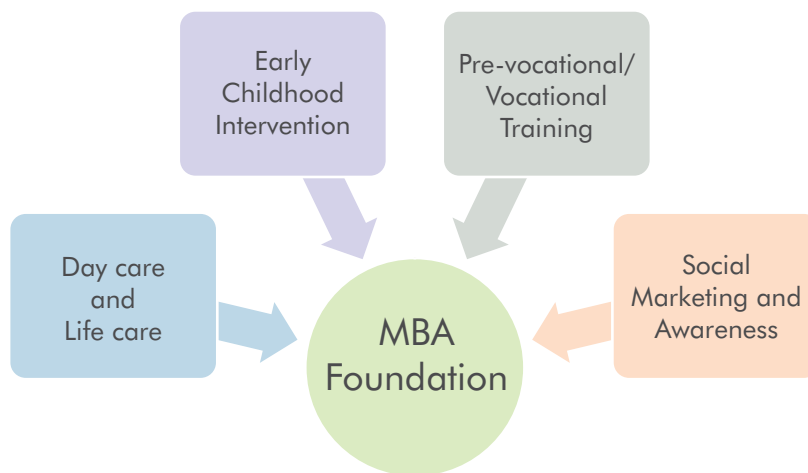 Early
Childhood
Intervention
Pre-vocational/
Vocational
Training
Day care
and
Life care
Social
Marketing and
Awareness
MBA
Foundation